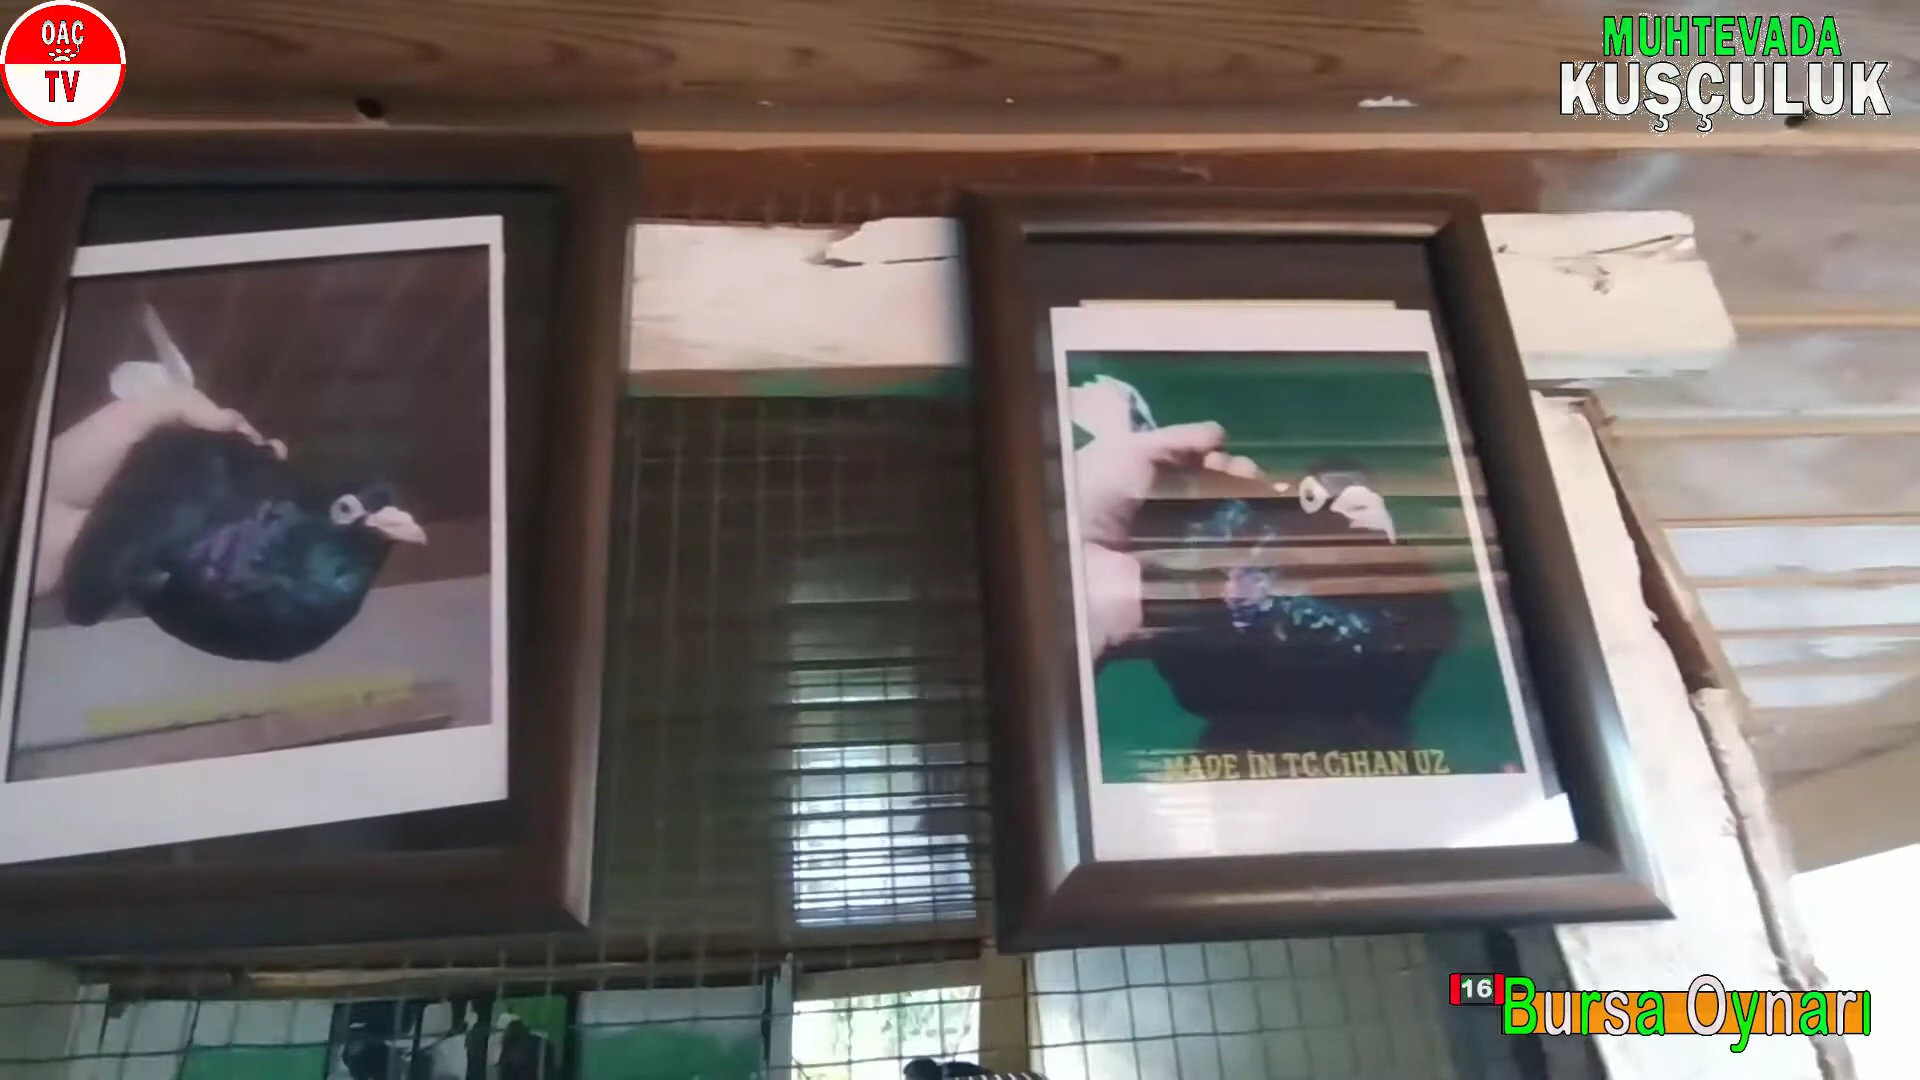 OAÇ
TV
MUHTEVADA
KUŞÇULUK
MADE İN TC CİHAN UZ
16
Bursa Oynarı